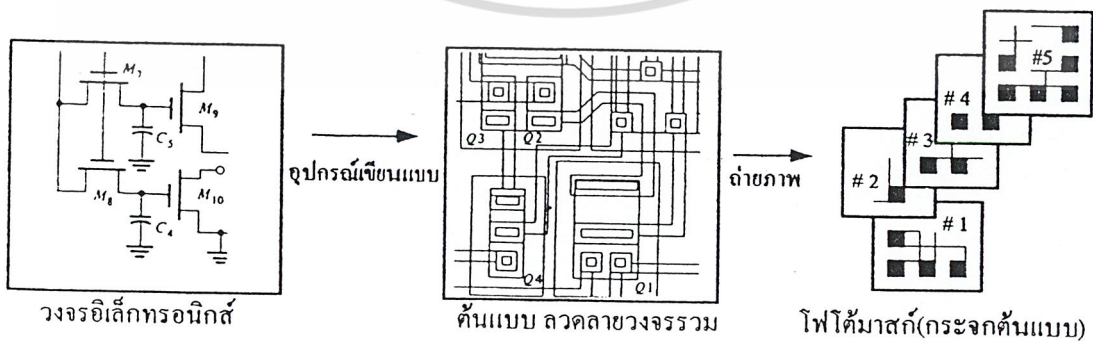 M7
M9
C5
M8
M10
C4
วงจรอิเล็กทรอนิกส์
อุปกรณ์เขียนแบบ
Q3
Q2
Q4
Q1
ต้นแบบ ลวดลายวงจรรวม
ถ่ายภาพ
#5
#4
#3
#2
#1
โฟโต้มาสก์(กระจกต้นแบบ)